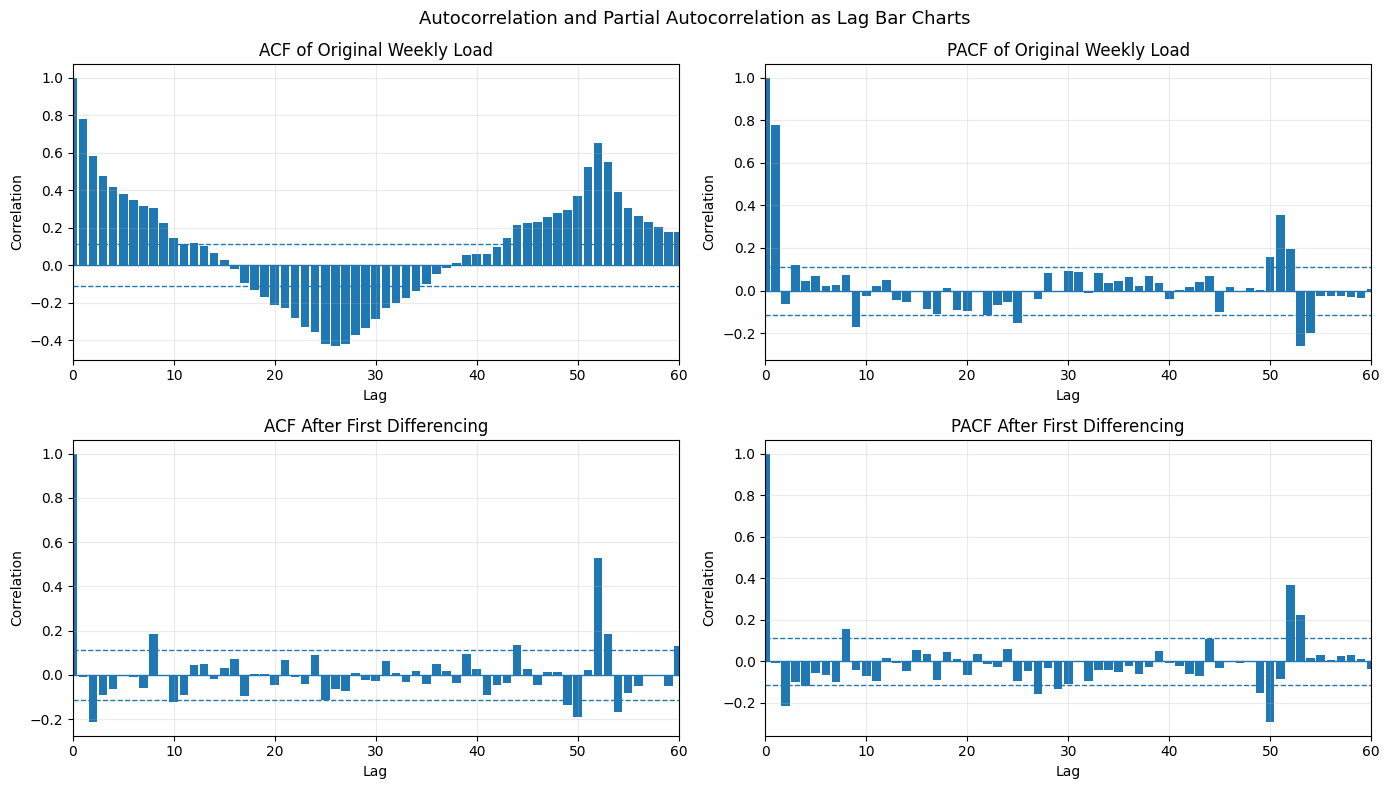 Autocorrelation and Partial Autocorrelation as Lag Bar Charts
ACF of Original Weekly Load
1.0
0.8
0.6
0.4
0.2
0.0
−0.2
−0.4
Correlation
0 10 20 30 40 50 60
Lag
PACF of Original Weekly Load
1.0
0.8
0.6
0.4
0.2
0.0
−0.2
Correlation
0 10 20 30 40 50 60
Lag
ACF After First Differencing
1.0
0.8
0.6
0.4
0.2
0.0
−0.2
Correlation
0 10 20 30 40 50 60
Lag
PACF After First Differencing
1.0
0.8
0.6
0.4
0.2
0.0
−0.2
Correlation
0 10 20 30 40 50 60
Lag